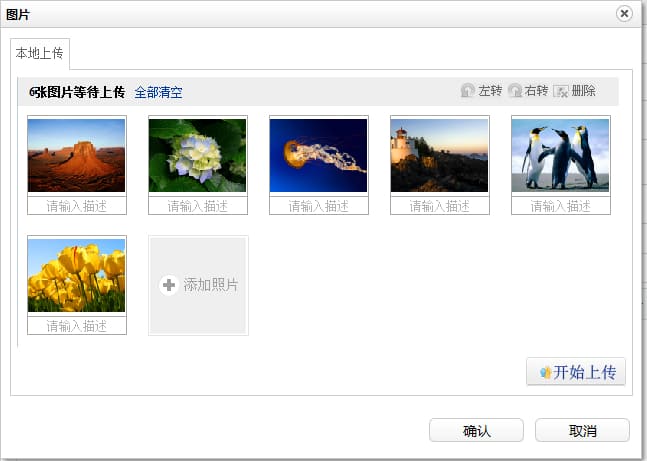 图片
本地上传
6张图片等待上传 全部清空 左转 右转 删除
请输入描述 请输入描述 请输入描述 请输入描述 请输入描述
请输入描述 添加照片
开始上传
确认 取消